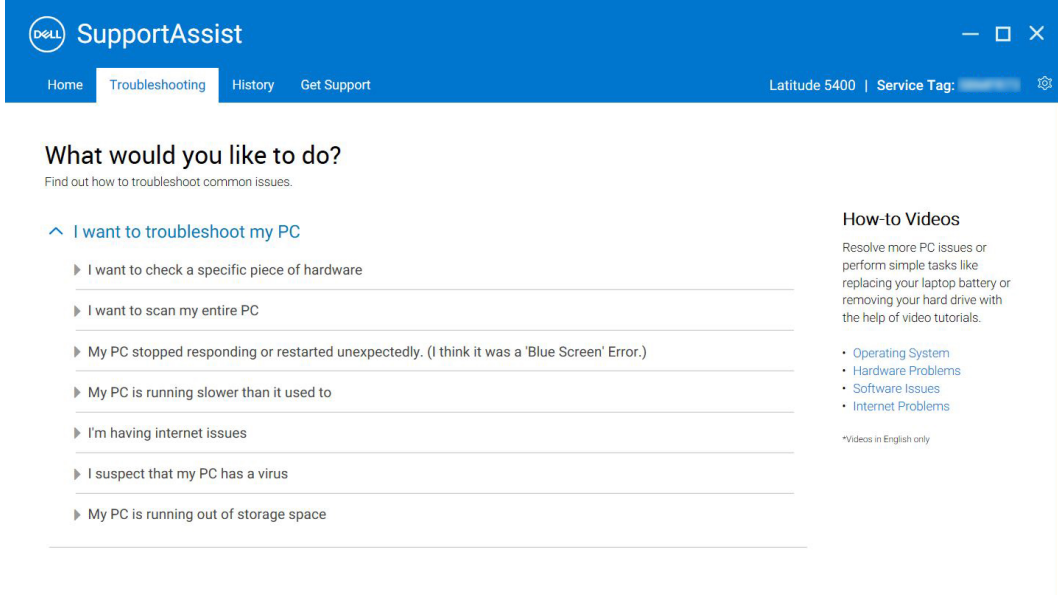 DELL
SupportAssist
Home
Troubleshooting
History
Get Support
Latitude 5400 | Service Tag:
What would you like to do?
Find out how to troubleshoot common issues.
I want to troubleshoot my PC
I want to check a specific piece of hardware
I want to scan my entire PC
My PC stopped responding or restarted unexpectedly. (I think it was a 'Blue Screen' Error.)
My PC is running slower than it used to
I'm having internet issues
I suspect that my PC has a virus
My PC is running out of storage space
How-to Videos
Resolve more PC issues or
perform simple tasks like
replacing your laptop battery or
removing your hard drive with
the help of video tutorials.
• Operating System
• Hardware Problems
• Software Issues
• Internet Problems
*Videos in English only